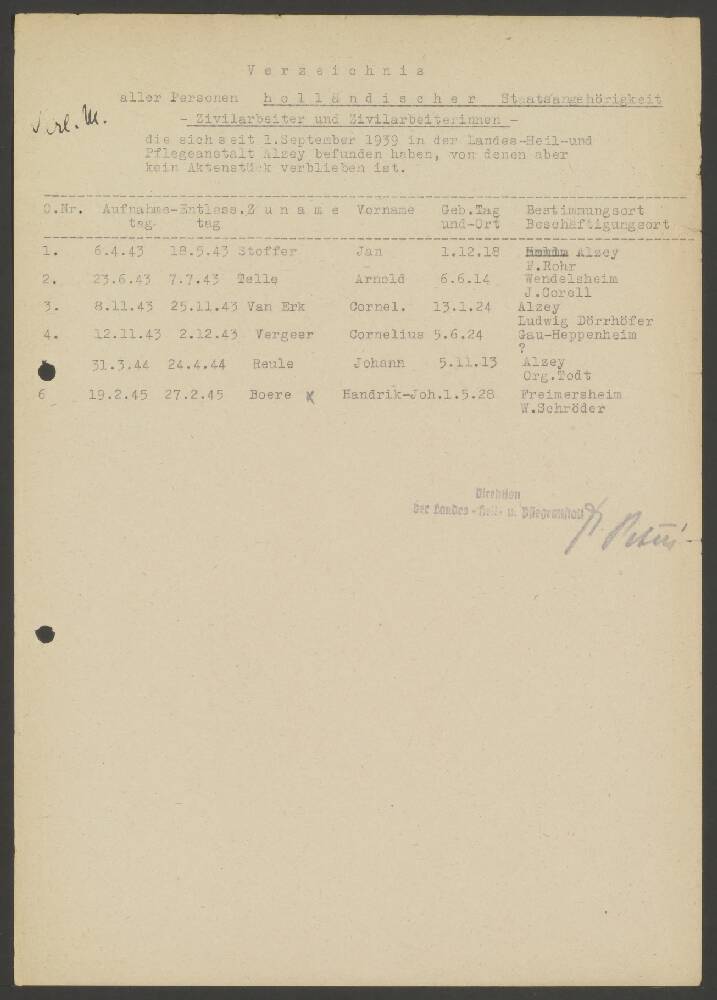 Verzeichnis
aller Personen holländischer Staatsangehörigkeit
- Zivilarbeiter und Zivilarbeiterinnen -
die sich seit 1.September 1939 in der Landes-Heil-und
Pflegeanstalt Alzey befunden haben, von denen aber
kein Aktenstück verblieben ist.
O.Nr. Aufnahme-Entlass. Zuname Vorname Geb.Tag Bestimmungsort
tag- tag und-Ort Beschäftigungsort
1. 6.4.43 18.5.43 Stoffer Jan 1.12.18 Alzey
F.Rohr
2. 23.6.43 7.7.43 Telle Arnold 6.6.14 Wendelsheim
J.Corell
3. 8.11.43 25.11.43 Van Erk Cornel. 13.1.24 Alzey
Ludwig Dörrhöfer
4. 12.11.43 2.12.43 Vergeer Cornelius 5.6.24 Gau-Heppenheim
?
31.3.44 24.4.44 Reule Johann 5.11.13 Alzey
Org.Todt
6 19.2.45 27.2.45 Boere x Handrik-Joh.1.5.28 Freimersheim
W.Schröder
Direktion
der Landes-Heil- u. Pflegeanstalt